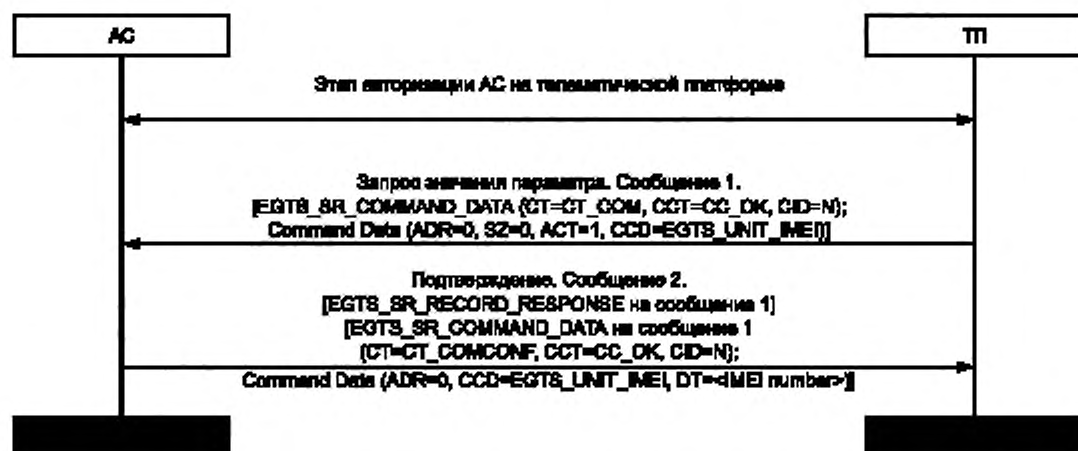 АС
ТП
Этап авторизации АС на телематической платформе
Запрос значения параметра. Сообщение 1.
[EGTS_SR_COMMAND_DATA (CT=CT_COM, CCT=CC_OK, CID=N);
Command Data (ADR=0, SZ=0, ACT=1, CCD=EGTS_UNIT_IMEI)]
Подтверждение. Сообщение 2.
[EGTS_SR_RECORD_RESPONSE на сообщение 1]
[EGTS_SR_COMMAND_DATA на сообщение 1
(CT=CT_COMCONF, CCT=CC_OK, CID=N);
Command Data (ADR=0, CCD=EGTS_UNIT_IMEI, DT=<IMEI number>)]